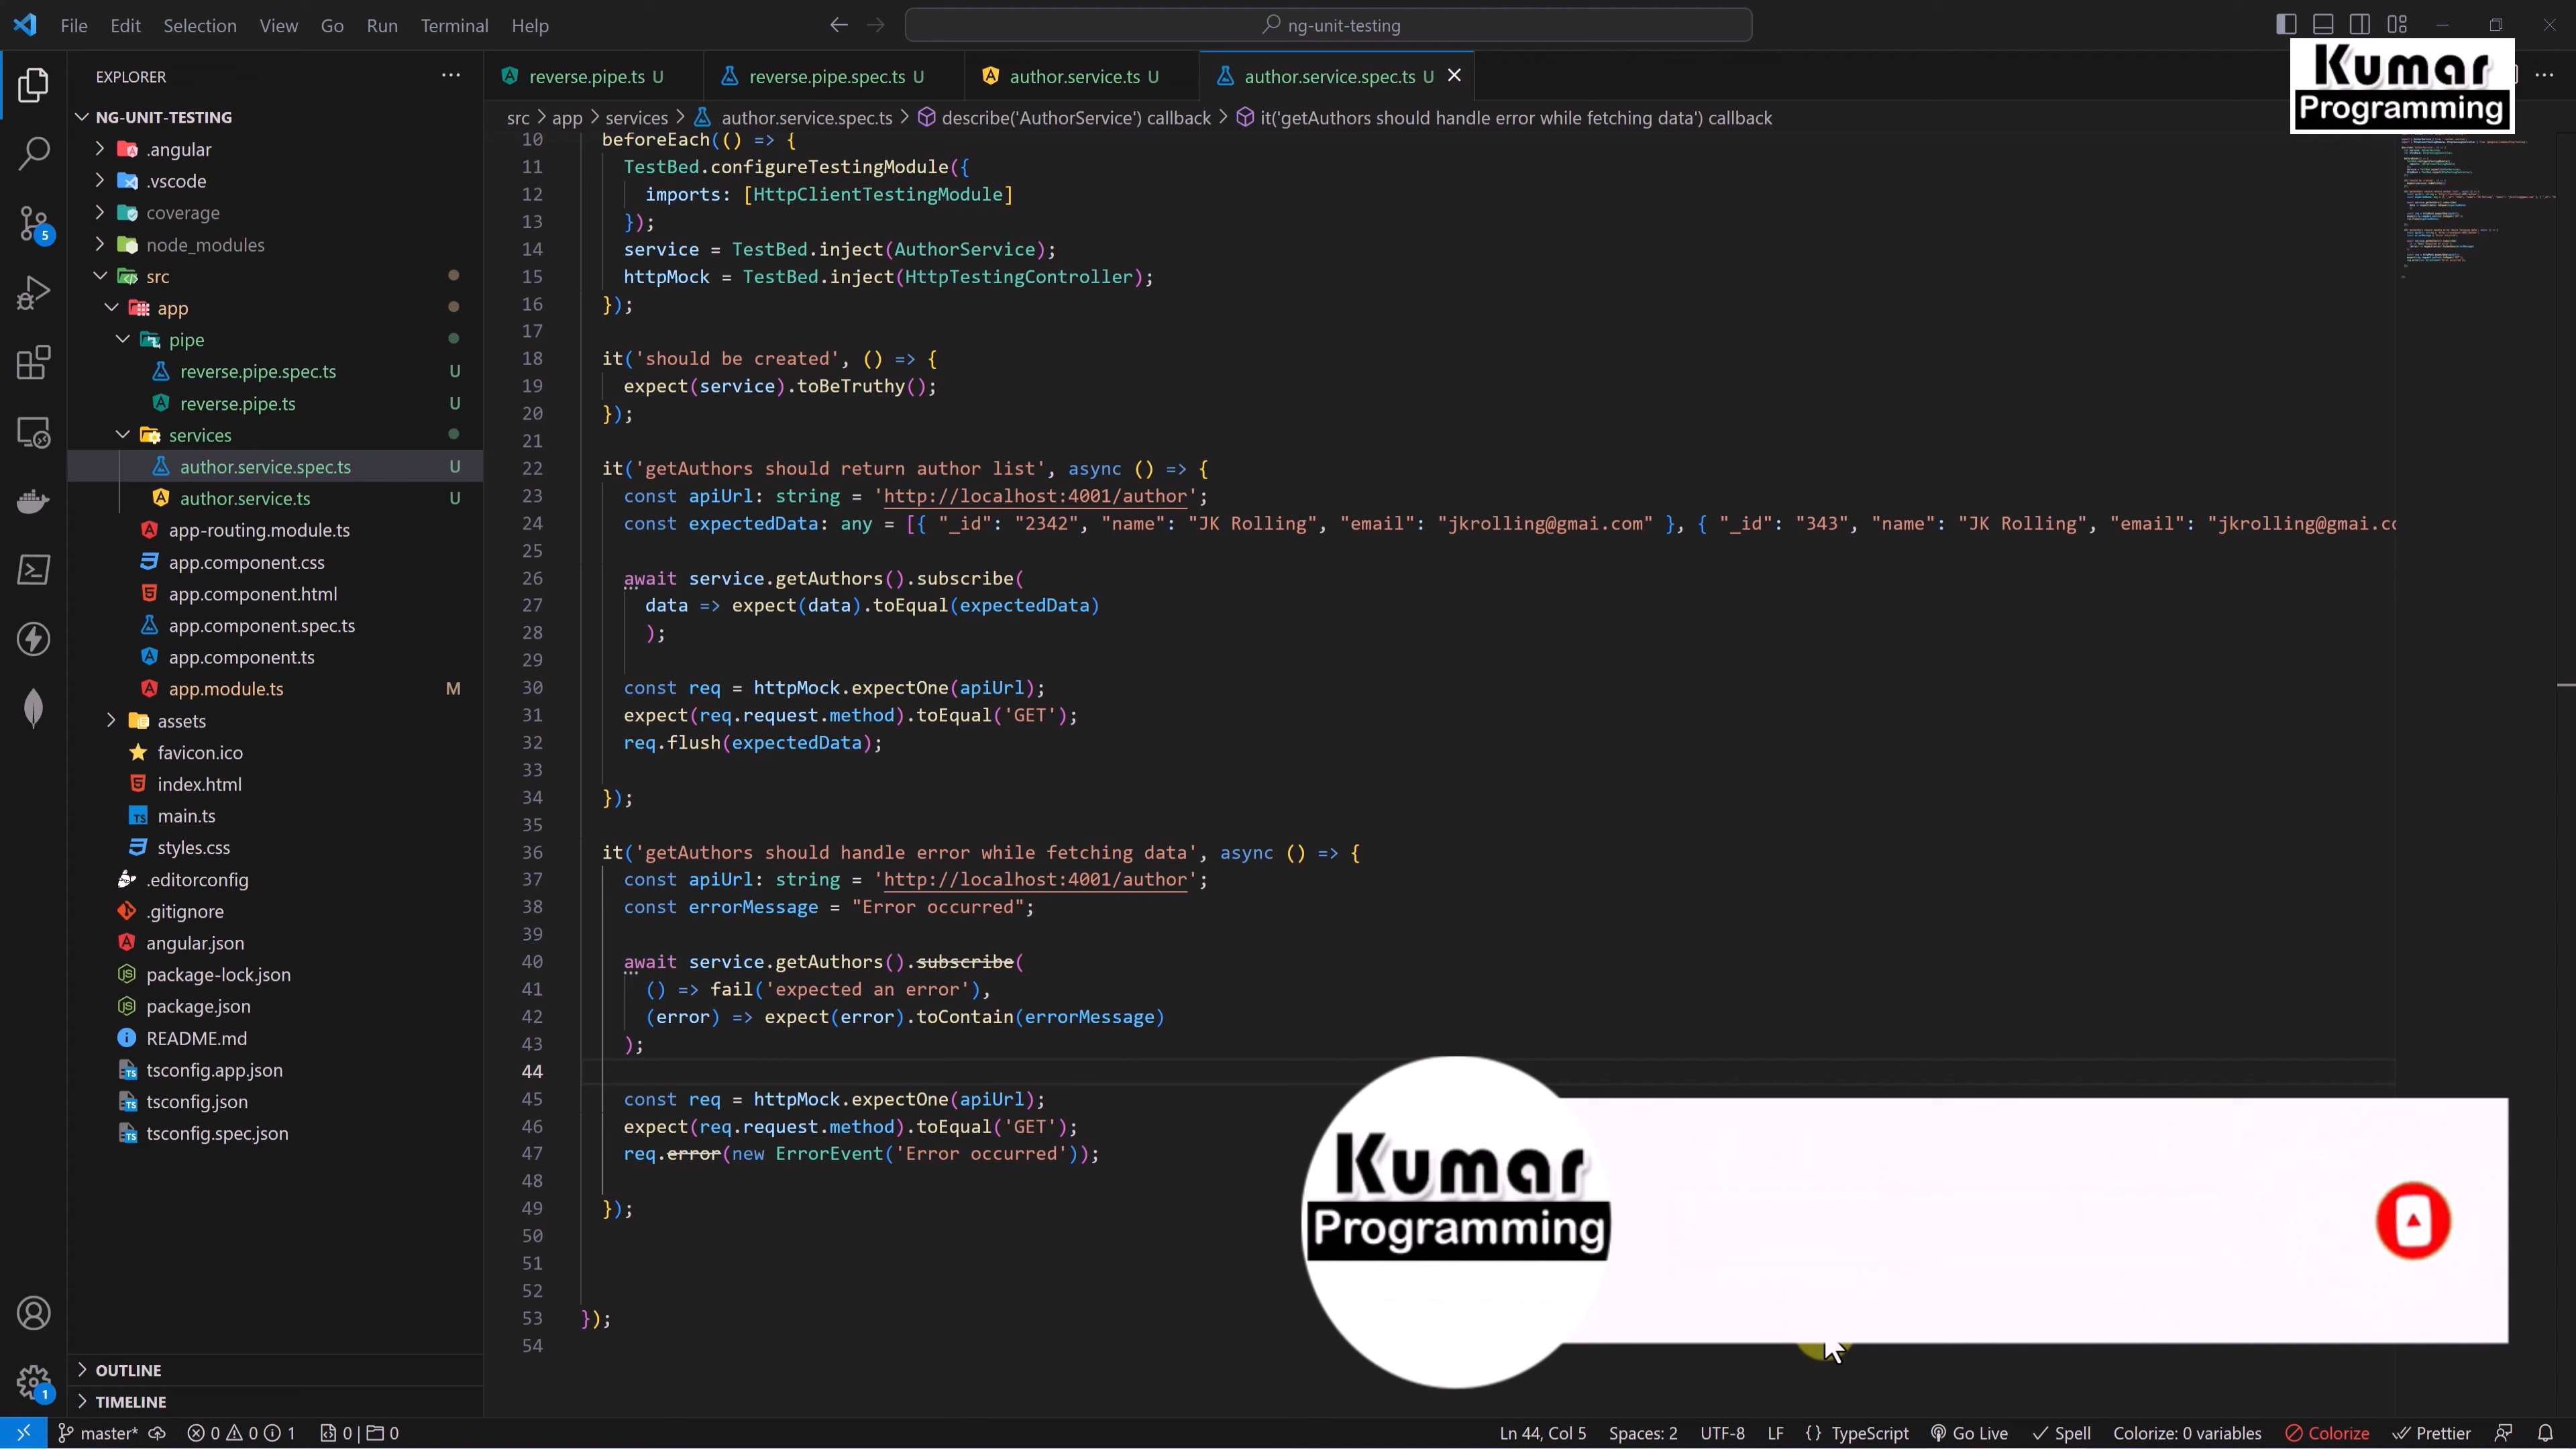 File Edit Selection View Go Run Terminal Help
ng-unit-testing
Kumar
Programming
EXPLORER
NG-UNIT-TESTING
.angular
.vscode
coverage
node_modules
src
app
pipe
reverse.pipe.spec.ts U
reverse.pipe.ts U
services
author.service.spec.ts U
author.service.ts U
app-routing.module.ts
app.component.css
app.component.html
app.component.spec.ts
app.component.ts
app.module.ts M
assets
favicon.ico
index.html
main.ts
styles.css
.editorconfig
.gitignore
angular.json
package-lock.json
package.json
README.md
tsconfig.app.json
tsconfig.json
tsconfig.spec.json
OUTLINE
TIMELINE
5
1
reverse.pipe.ts U reverse.pipe.spec.ts U author.service.ts U author.service.spec.ts U
src > app > services > author.service.spec.ts > describe('AuthorService') callback > it('getAuthors should handle error while fetching data') callback
10 beforeEach(() => {
11 TestBed.configureTestingModule({
12 imports: [HttpClientTestingModule]
13 });
14 service = TestBed.inject(AuthorService);
15 httpMock = TestBed.inject(HttpTestingController);
16 });
17
18 it('should be created', () => {
19 expect(service).toBeTruthy();
20 });
21
22 it('getAuthors should return author list', async () => {
23 const apiUrl: string = 'http://localhost:4001/author';
24 const expectedData: any = [{ "_id": "2342", "name": "JK Rolling", "email": "jkrolling@gmai.com" }, { "_id": "343", "name": "JK Rolling", "email": "jkrolling@gmai.co
25
26 await service.getAuthors().subscribe(
27 data => expect(data).toEqual(expectedData)
28 );
29
30 const req = httpMock.expectOne(apiUrl);
31 expect(req.request.method).toEqual('GET');
32 req.flush(expectedData);
33
34 });
35
36 it('getAuthors should handle error while fetching data', async () => {
37 const apiUrl: string = 'http://localhost:4001/author';
38 const errorMessage = "Error occurred";
39
40 await service.getAuthors().subscribe(
41 () => fail('expected an error'),
42 (error) => expect(error).toContain(errorMessage)
43 );
44
45 const req = httpMock.expectOne(apiUrl);
46 expect(req.request.method).toEqual('GET');
47 req.error(new ErrorEvent('Error occurred'));
48
49 });
50
51
52
53 });
54
Kumar
Programming
master* 0 0 1 0 0 Ln 44, Col 5 Spaces: 2 UTF-8 LF {} TypeScript Go Live Spell Colorize: 0 variables Colorize Prettier